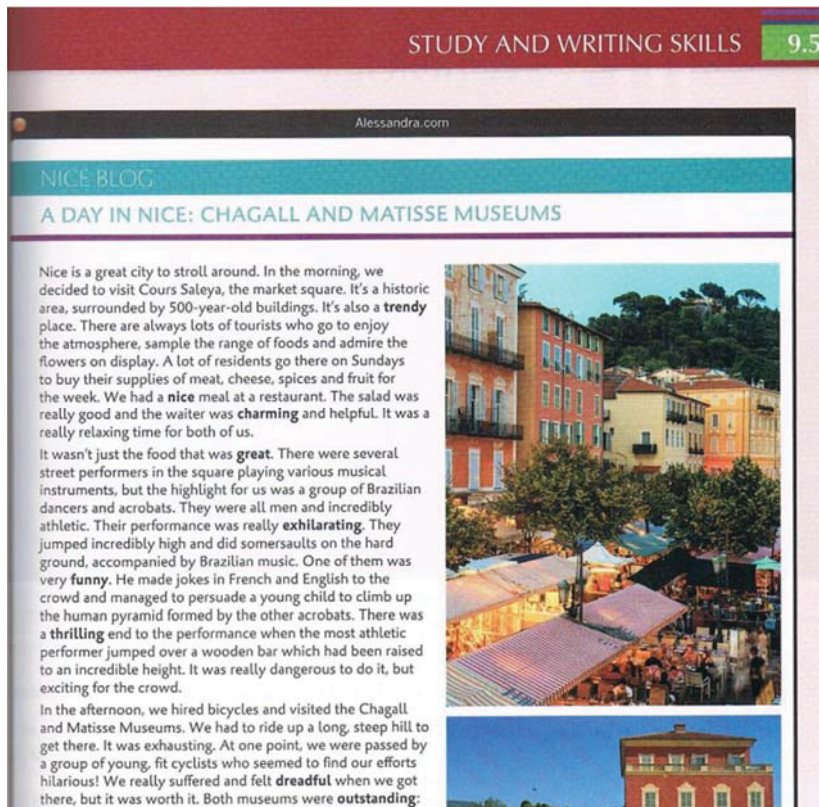 STUDY AND WRITING SKILLS 9.5
Alessandra.com
NICE BLOG
A DAY IN NICE: CHAGALL AND MATISSE MUSEUMS
Nice is a great city to stroll around. In the morning, we
decided to visit Cours Saleya, the market square. It's a historic
area, surrounded by 500-year-old buildings. It's also a trendy
place. There are always lots of tourists who go to enjoy
the atmosphere, sample the range of foods and admire the
flowers on display. A lot of residents go there on Sundays
to buy their supplies of meat, cheese, spices and fruit for
the week. We had a nice meal at a restaurant. The salad was
really good and the waiter was charming and helpful. It was a
really relaxing time for both of us.
It wasn't just the food that was great. There were several
street performers in the square playing various musical
instruments, but the highlight for us was a group of Brazilian
dancers and acrobats. They were all men and incredibly
athletic. Their performance was really exhilarating. They
jumped incredibly high and did somersaults on the hard
ground, accompanied by Brazilian music. One of them was
very funny. He made jokes in French and English to the
crowd and managed to persuade a young child to climb up
the human pyramid formed by the other acrobats. There was
a thrilling end to the performance when the most athletic
performer jumped over a wooden bar which had been raised
to an incredible height. It was really dangerous to do it, but
exciting for the crowd.
In the afternoon, we hired bicycles and visited the Chagall
and Matisse Museums. We had to ride up a long, steep hill to
get there. It was exhausting. At one point, we were passed by
a group of young, fit cyclists who seemed to find our efforts
hilarious! We really suffered and felt dreadful when we got
there, but it was worth it. Both museums were outstanding: